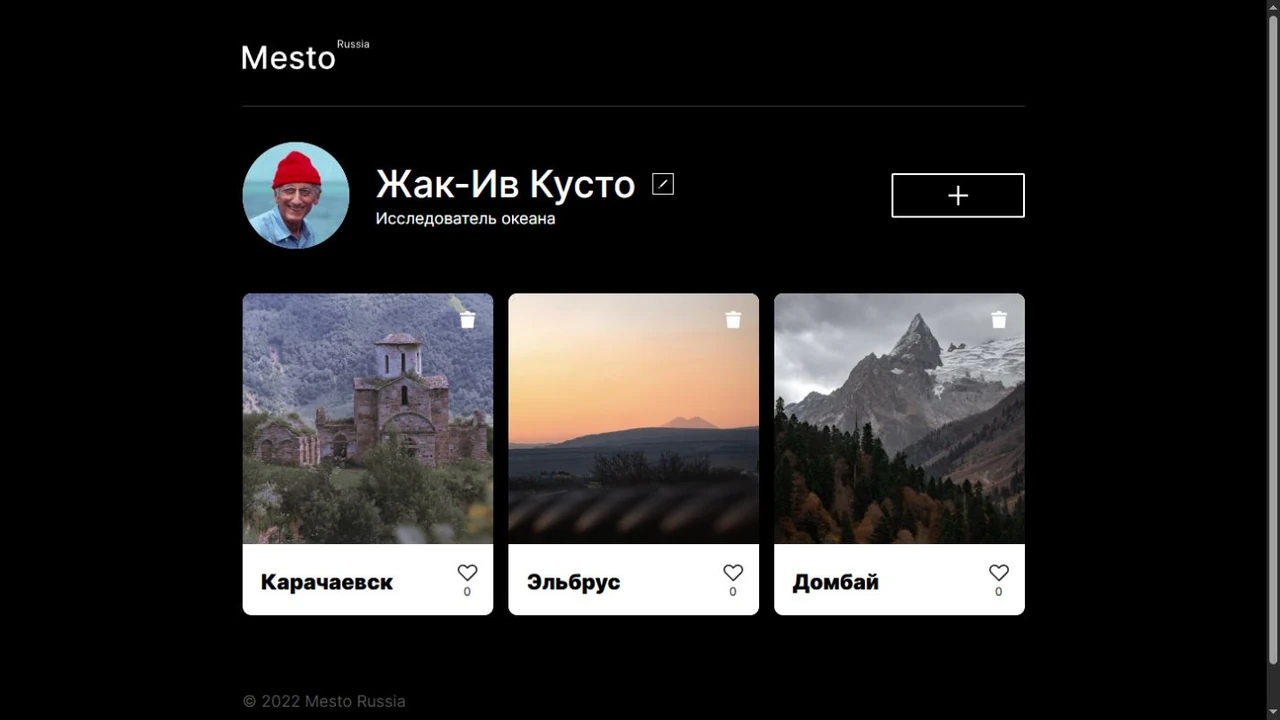 Mesto Russia
Жак-Ив Кусто
Исследователь океана
Карачаевск
0
Эльбрус
0
Домбай
0
© 2022 Mesto Russia